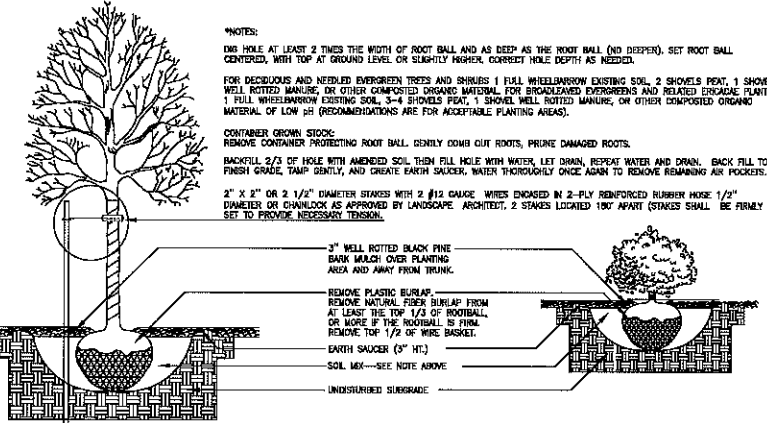 *NOTES:
DIG HOLE AT LEAST 2 TIMES THE WIDTH OF ROOT BALL AND AS DEEP AS THE ROOT BALL (NO DEEPER). SET ROOT BALL
CENTERED, WITH TOP AT GROUND LEVEL OR SLIGHTLY HIGHER, CORRECT HOLE DEPTH AS NEEDED.
FOR DECIDUOUS AND NEEDLED EVERGREEN TREES AND SHRUBS 1 FULL WHEELBARROW EXISTING SOIL, 2 SHOVELS PEAT, 1 SHOVE
WELL ROTTED MANURE, OR OTHER COMPOSTED ORGANIC MATERIAL FOR BROADLEAVED EVERGREENS AND RELATED ERICACAE PLANT
1 FULL WHEELBARROW EXISTING SOIL, 3-4 SHOVELS PEAT, 1 SHOVEL WELL ROTTED MANURE, OR OTHER COMPOSTED ORGANIC
MATERIAL OF LOW pH (RECOMMENDATIONS ARE FOR ACCEPTABLE PLANTING AREAS).
CONTAINER GROWN STOCK:
REMOVE CONTAINER PROTECTING ROOT BALL. GENTLY COMB OUT ROOTS, PRUNE DAMAGED ROOTS.
BACKFILL 2/3 OF HOLE WITH AMENDED SOIL THEN FILL HOLE WITH WATER, LET DRAIN, REPEAT WATER AND DRAIN. BACK FILL TO
FINISH GRADE, TAMP GENTLY, AND CREATE EARTH SAUCER, WATER THOROUGHLY ONCE AGAIN TO REMOVE REMAINING AIR POCKETS.
2" X 2" OR 2 1/2" DIAMETER STAKES WITH 2 #12 GAUGE WIRES ENCASED IN 2-PLY REINFORCED RUBBER HOSE 1/2"
DIAMETER OR CHAINLOCK AS APPROVED BY LANDSCAPE ARCHITECT, 2 STAKES LOCATED 180° APART (STAKES SHALL BE FIRMLY
SET TO PROVIDE NECESSARY TENSION.
3" WELL ROTTED BLACK PINE
BARK MULCH OVER PLANTING
AREA AND AWAY FROM TRUNK.
REMOVE PLASTIC BURLAP.
REMOVE NATURAL FIBER BURLAP FROM
AT LEAST THE TOP 1/3 OF ROOTBALL,
OR MORE IF THE ROOTBALL IS FIRM.
REMOVE TOP 1/2 OF WIRE BASKET.
EARTH SAUCER (3" HT.)
SOIL MIX----SEE NOTE ABOVE
UNDISTURBED SUBGRADE